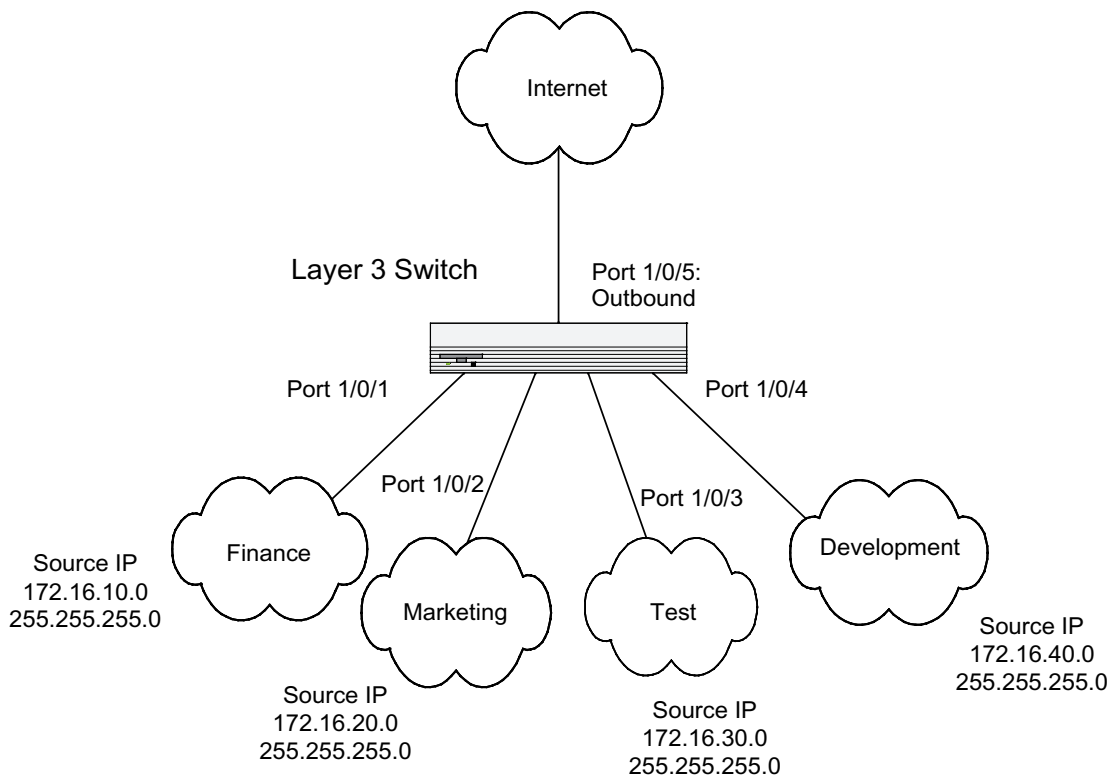 Internet
Layer 3 Switch
Port 1/0/5:
Outbound
Port 1/0/1
Port 1/0/4
Port 1/0/2
Port 1/0/3
Finance
Development
Source IP
172.16.10.0
255.255.255.0
Marketing
Test
Source IP
172.16.40.0
255.255.255.0
Source IP
172.16.20.0
255.255.255.0
Source IP
172.16.30.0
255.255.255.0